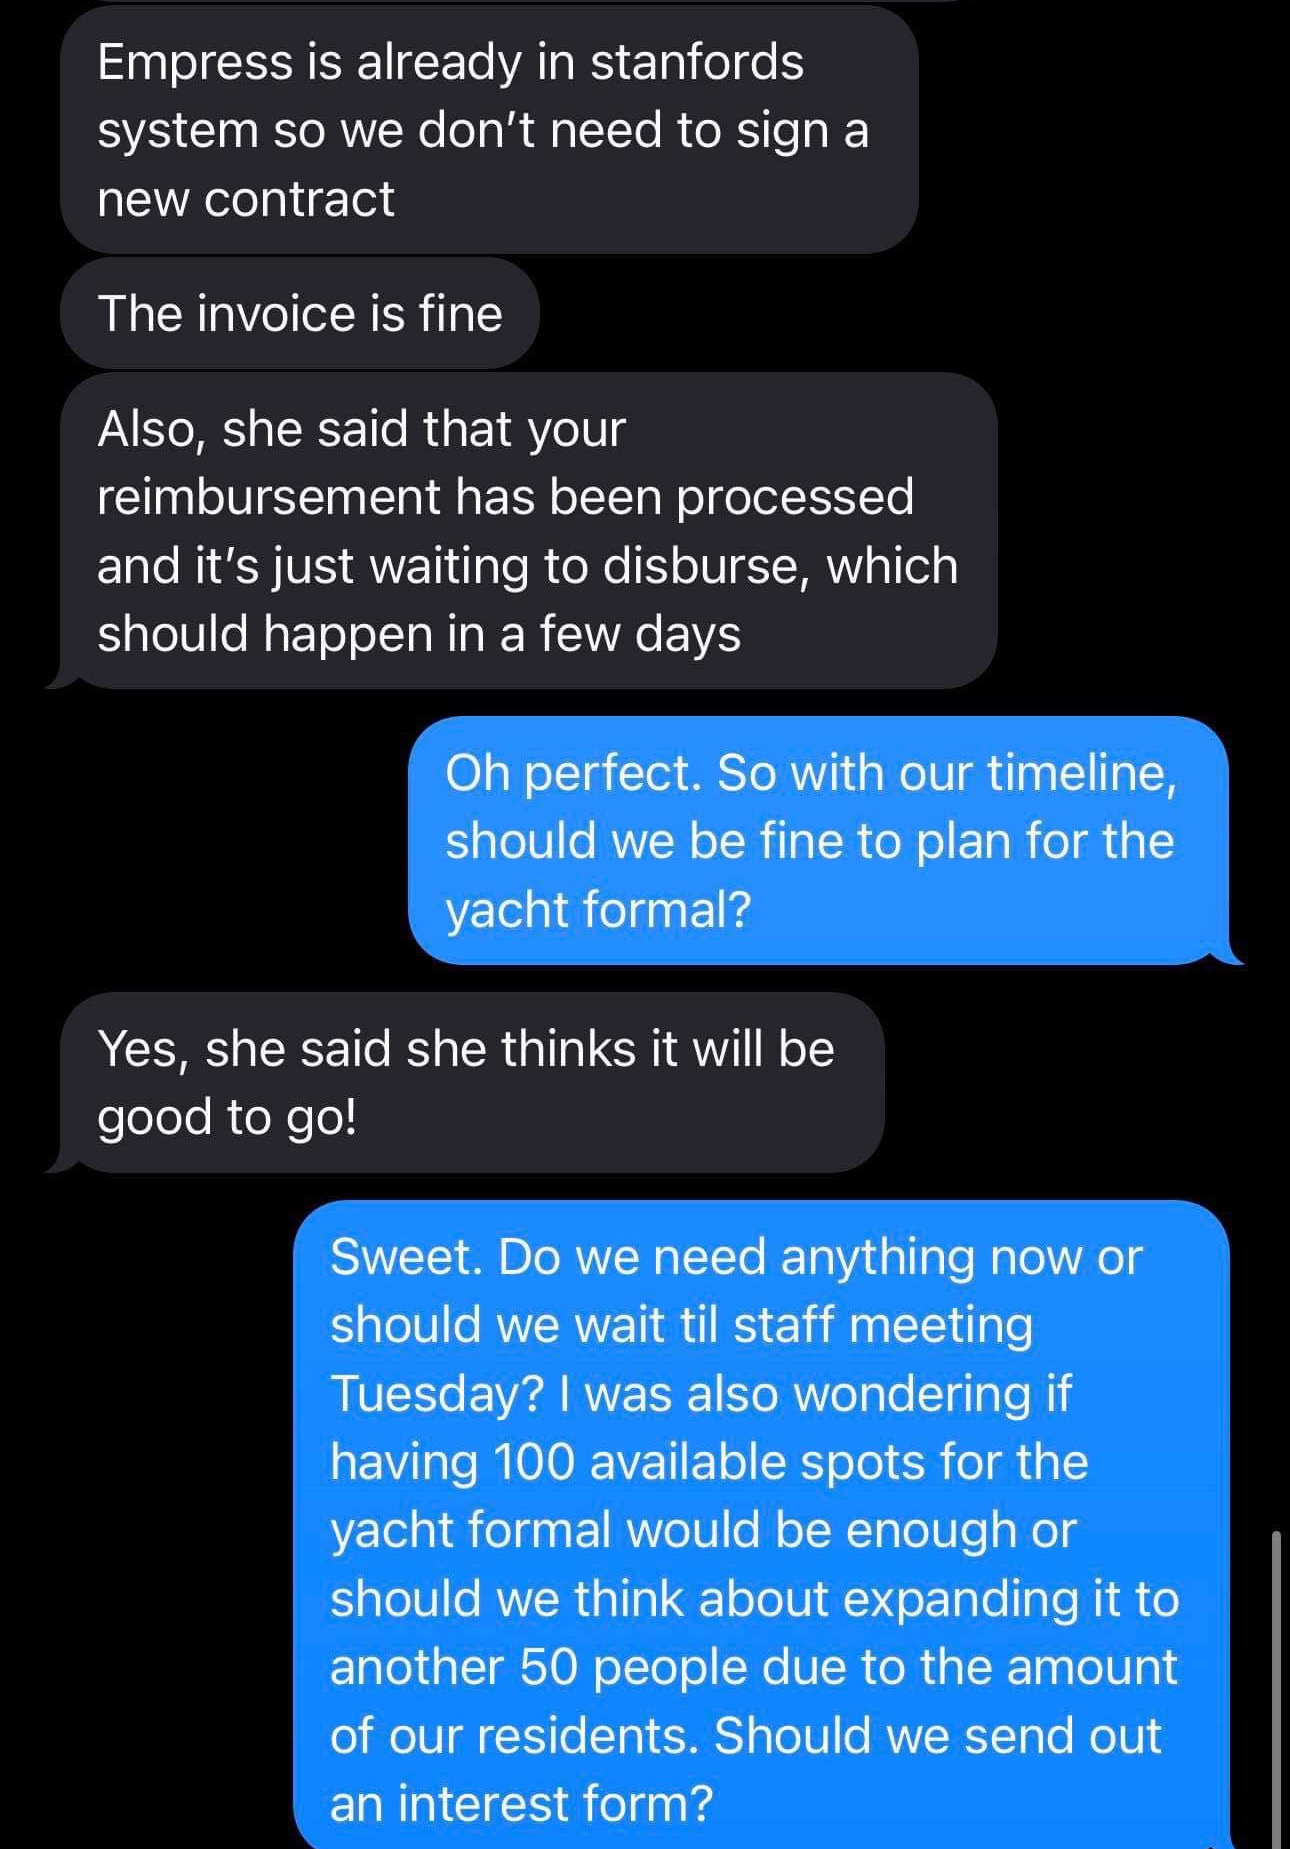 Empress is already in stanfords
system so we don't need to sign a
new contract
The invoice is fine
Also, she said that your
reimbursement has been processed
and it's just waiting to disburse, which
should happen in a few days
Oh perfect. So with our timeline,
should we be fine to plan for the
yacht formal?
Yes, she said she thinks it will be
good to go!
Sweet. Do we need anything now or
should we wait til staff meeting
Tuesday? I was also wondering if
having 100 available spots for the
yacht formal would be enough or
should we think about expanding it to
another 50 people due to the amount
of our residents. Should we send out
an interest form?